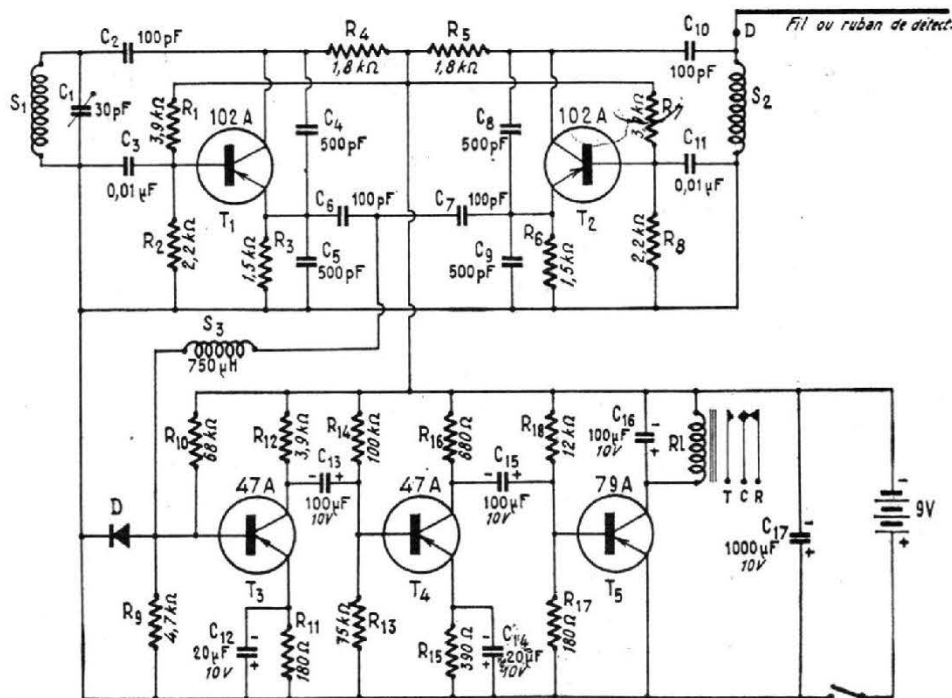 Fil ou ruban de détect.
D
C2 100pF
R4
1,8kΩ
R5
1,8kΩ
C10
100pF
S1
C1
30pF
R1
3,9kΩ
102A
T1
C3
0,01µF
R2
2,2kΩ
R3
1,5kΩ
C4
500pF
C5
500pF
C6
100pF
C7
100pF
C8
500pF
C9
500pF
R6
1,5kΩ
102A
T2
C11
0,01µF
R8
2,2kΩ
S2
S3
750µH
R10
68kΩ
R12
3,9kΩ
R14
100kΩ
R16
680Ω
R18
12kΩ
C16
100µF
10V
- +
Rl
T C R
47A
T3
C13
- +
100µF
10V
47A
T4
C15
- +
100µF
10V
79A
T5
C17
1000µF
10V
- +
- +
9V
D
R9
4,7kΩ
C12
20µF
10V
- +
R11
180Ω
R13
75kΩ
R15
390Ω
C14
20µF
10V
-
+
R17
180Ω